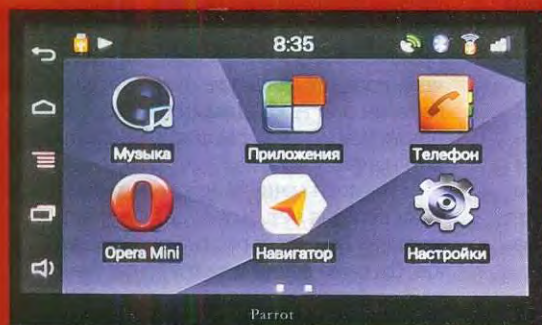 8:35
Музыка Приложения Телефон
Opera Mini Навигатор Настройки
Parrot